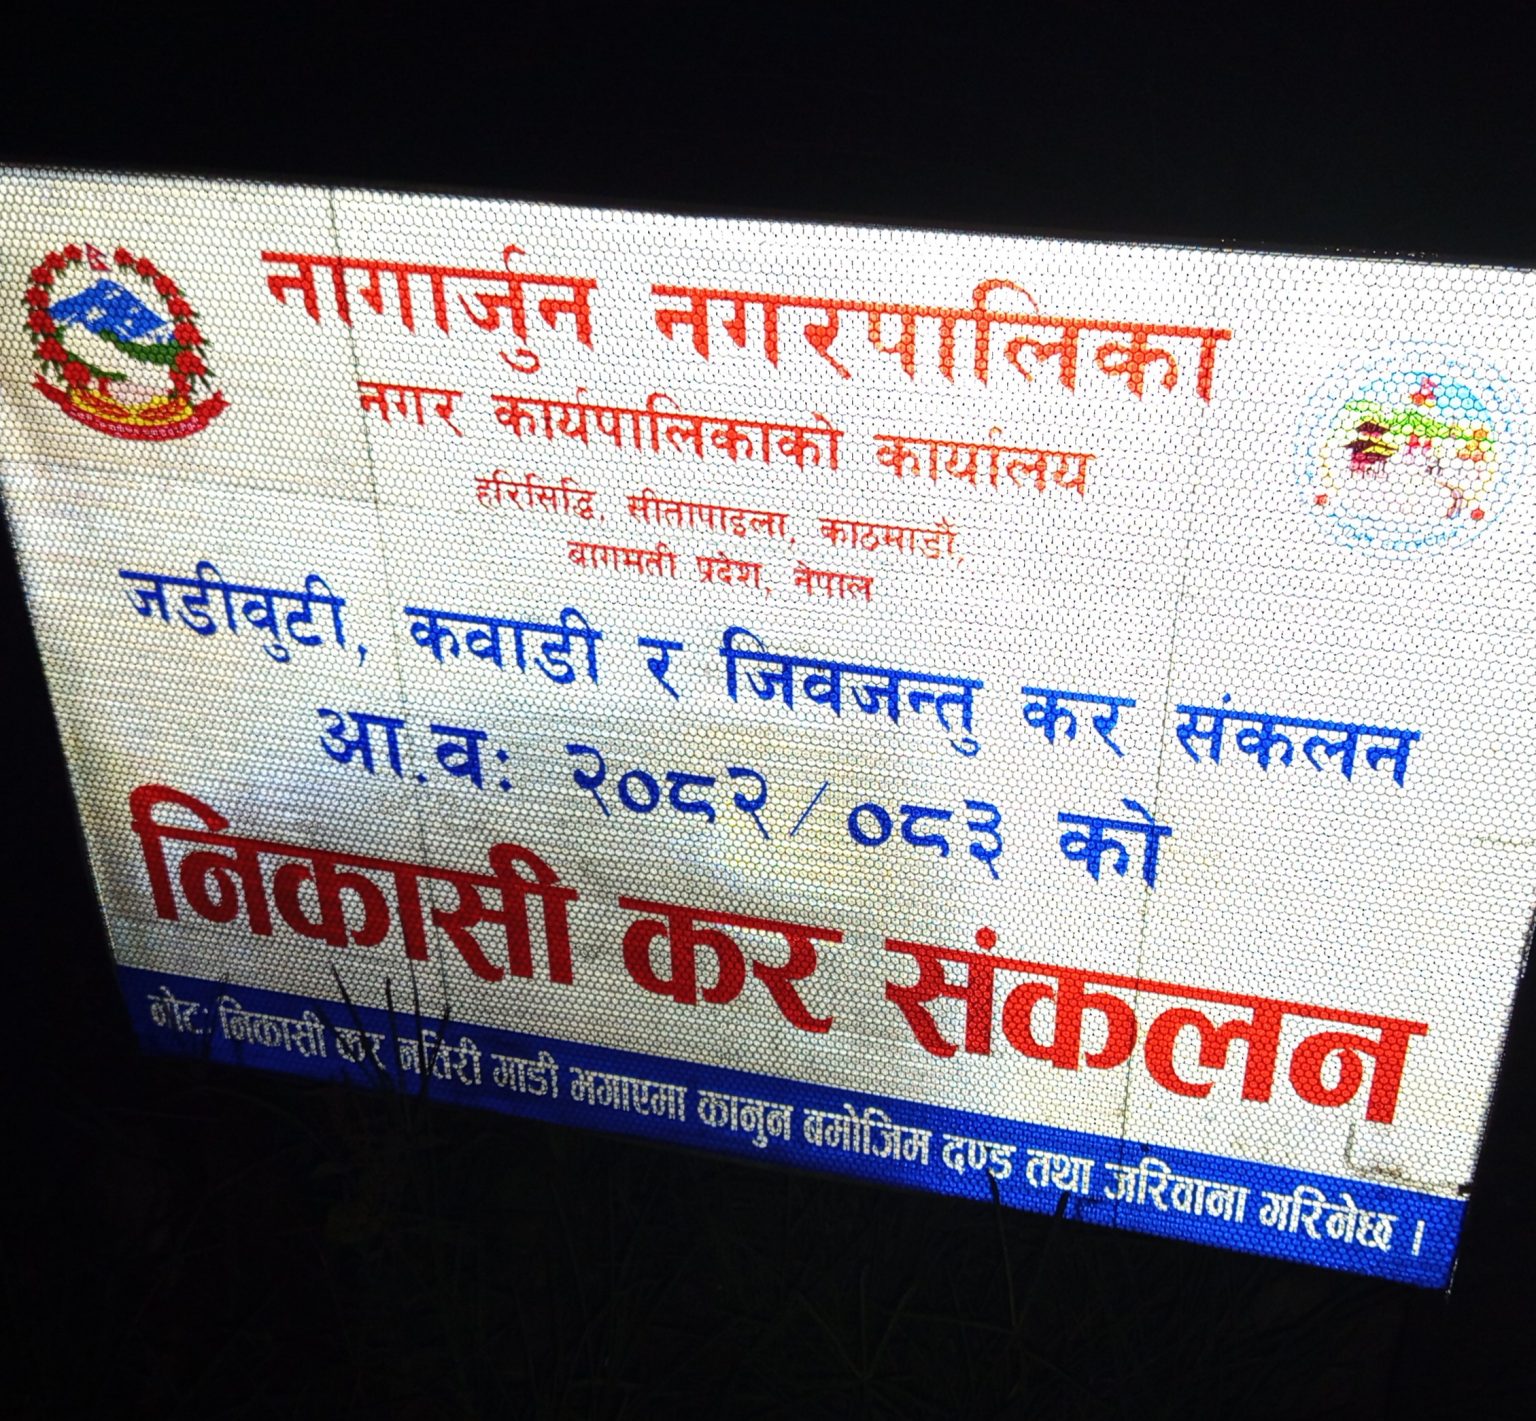 नागार्जुन नगरपालिका
नगर कार्यपालिकाको कार्यालय
हरिसिद्धि, सीतापाइला, काठमाडौं,
बागमती प्रदेश, नेपाल
जडीवुटी, कवाडी र जिवजन्तु कर संकलन
आ.व: २०८२/०८३ को
निकासी कर संकलन
नोट: निकासी कर नतिरी गाडी भगाएमा कानुन बमोजिम दण्ड तथा जरिवाना गरिनेछ ।